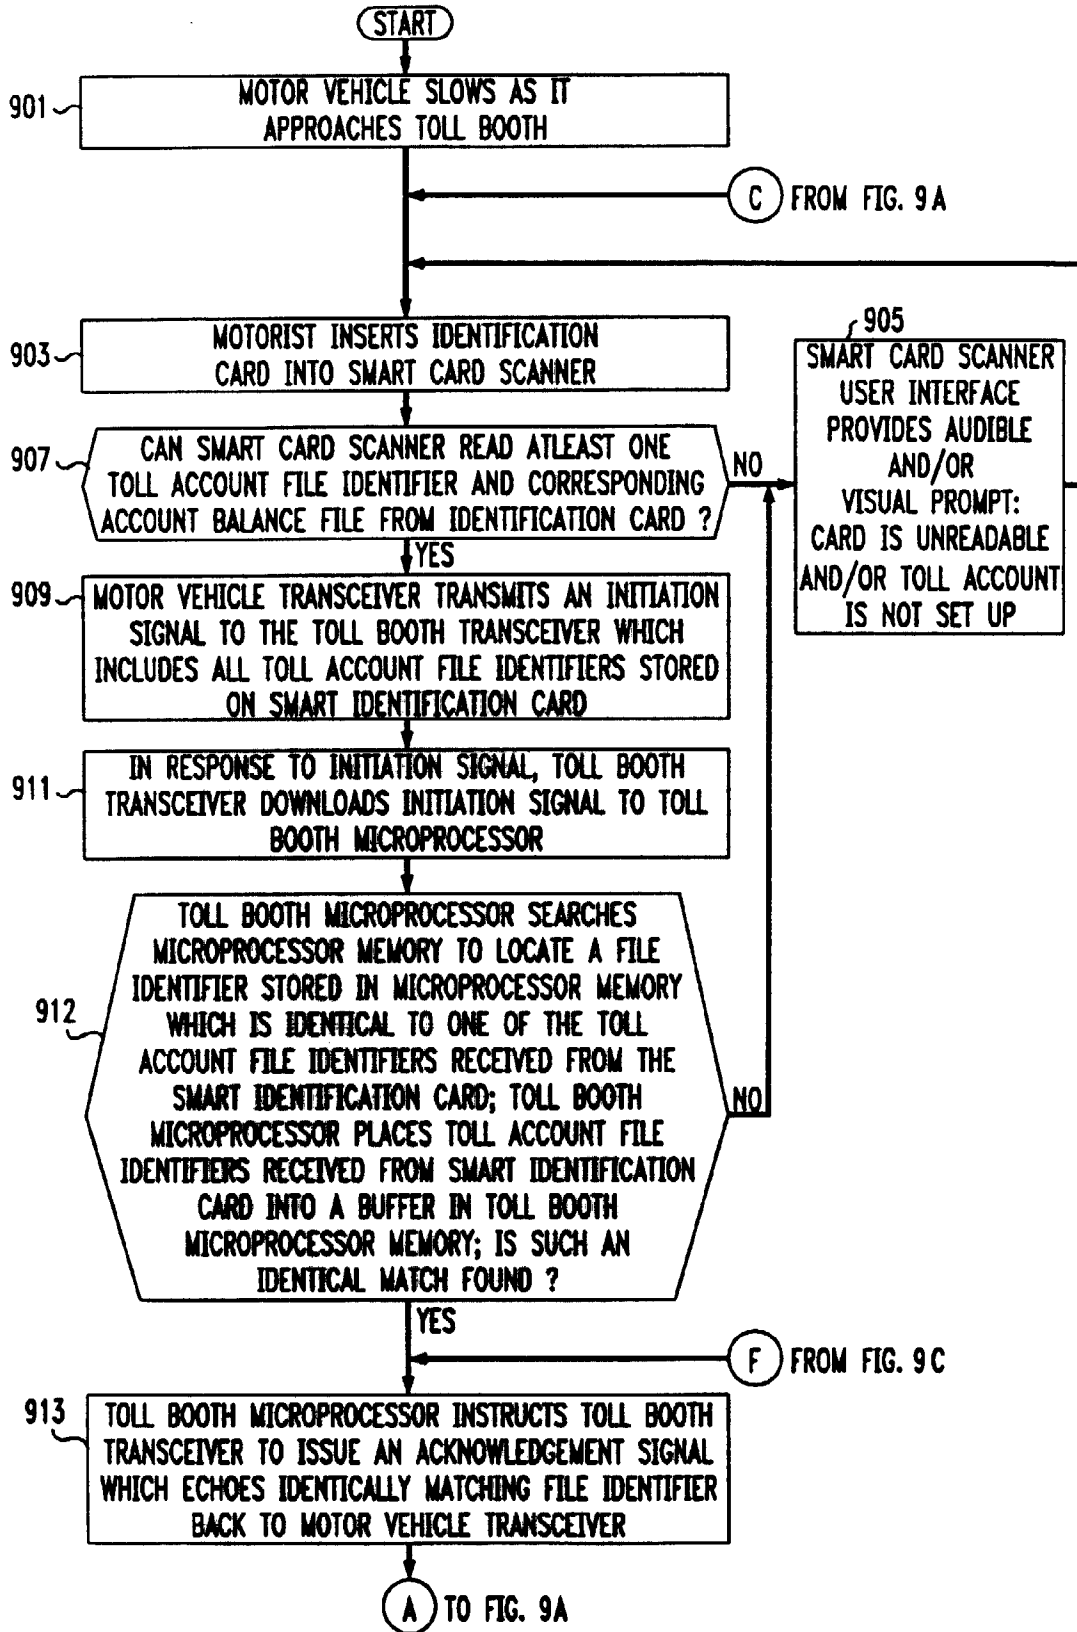 START
901
MOTOR VEHICLE SLOWS AS IT
APPROACHES TOLL BOOTH
C FROM FIG. 9A
903
MOTORIST INSERTS IDENTIFICATION
CARD INTO SMART CARD SCANNER
905
SMART CARD SCANNER
USER INTERFACE
PROVIDES AUDIBLE
AND/OR
VISUAL PROMPT:
CARD IS UNREADABLE
AND/OR TOLL ACCOUNT
IS NOT SET UP
907
CAN SMART CARD SCANNER READ ATLEAST ONE
TOLL ACCOUNT FILE IDENTIFIER AND CORRESPONDING
ACCOUNT BALANCE FILE FROM IDENTIFICATION CARD ?
NO
YES
909
MOTOR VEHICLE TRANSCEIVER TRANSMITS AN INITIATION
SIGNAL TO THE TOLL BOOTH TRANSCEIVER WHICH
INCLUDES ALL TOLL ACCOUNT FILE IDENTIFIERS STORED
ON SMART IDENTIFICATION CARD
911
IN RESPONSE TO INITIATION SIGNAL, TOLL BOOTH
TRANSCEIVER DOWNLOADS INITIATION SIGNAL TO TOLL
BOOTH MICROPROCESSOR
912
TOLL BOOTH MICROPROCESSOR SEARCHES
MICROPROCESSOR MEMORY TO LOCATE A FILE
IDENTIFIER STORED IN MICROPROCESSOR MEMORY
WHICH IS IDENTICAL TO ONE OF THE TOLL
ACCOUNT FILE IDENTIFIERS RECEIVED FROM THE
SMART IDENTIFICATION CARD; TOLL BOOTH
MICROPROCESSOR PLACES TOLL ACCOUNT FILE
IDENTIFIERS RECEIVED FROM SMART IDENTIFICATION
CARD INTO A BUFFER IN TOLL BOOTH
MICROPROCESSOR MEMORY; IS SUCH AN
IDENTICAL MATCH FOUND ?
NO
YES
F FROM FIG. 9C
913
TOLL BOOTH MICROPROCESSOR INSTRUCTS TOLL BOOTH
TRANSCEIVER TO ISSUE AN ACKNOWLEDGEMENT SIGNAL
WHICH ECHOES IDENTICALLY MATCHING FILE IDENTIFIER
BACK TO MOTOR VEHICLE TRANSCEIVER
A TO FIG. 9A